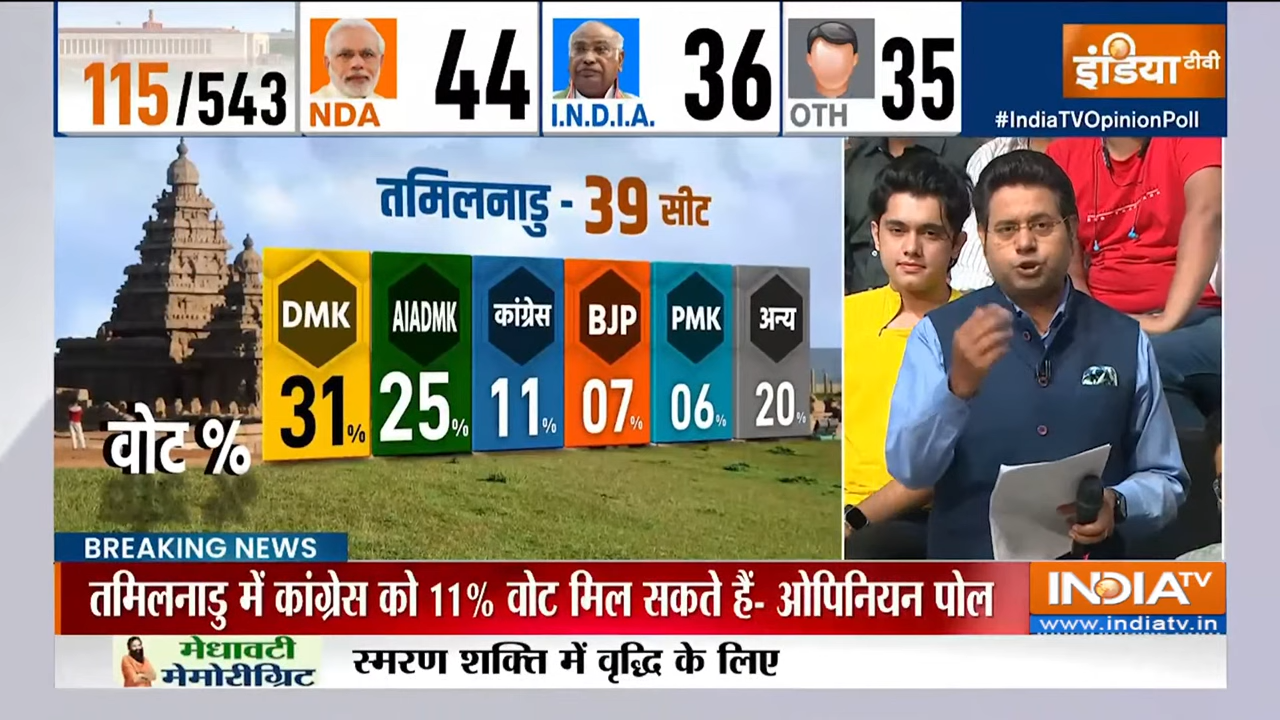 115/543
NDA
44
I.N.D.I.A.
36
OTH
35
इंडिया टीवी
#IndiaTVOpinionPoll
तमिलनाडु - 39 सीट
DMK
AIADMK
कांग्रेस
BJP
PMK
अन्य
वोट %
31%
25%
11%
07%
06%
20%
BREAKING NEWS
तमिलनाडु में कांग्रेस को 11% वोट मिल सकते हैं- ओपिनियन पोल
INDIA TV
www.indiatv.in
मेधावटी
मेमोरीग्रिट
स्मरण शक्ति में वृद्धि के लिए